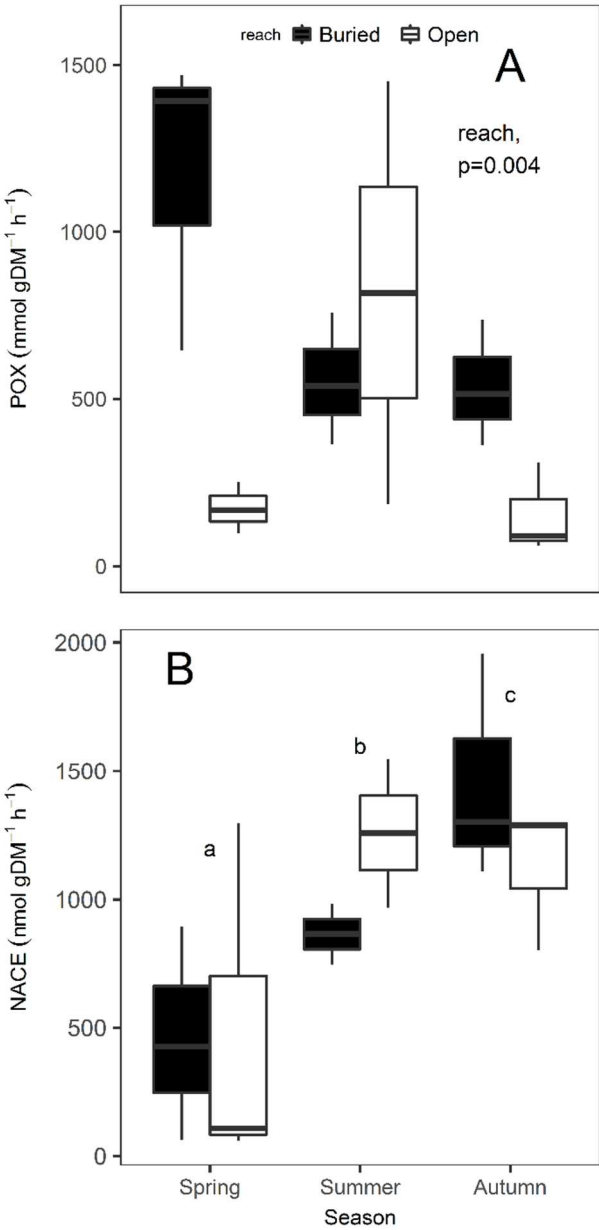 reach Buried Open
A
reach,
p=0.004
1500
1000
500
0
POX (mmol gDM⁻¹ h⁻¹)
B
2000
1500
1000
500
0
NACE (nmol gDM⁻¹ h⁻¹)
a
b
c
Spring Summer Autumn
Season